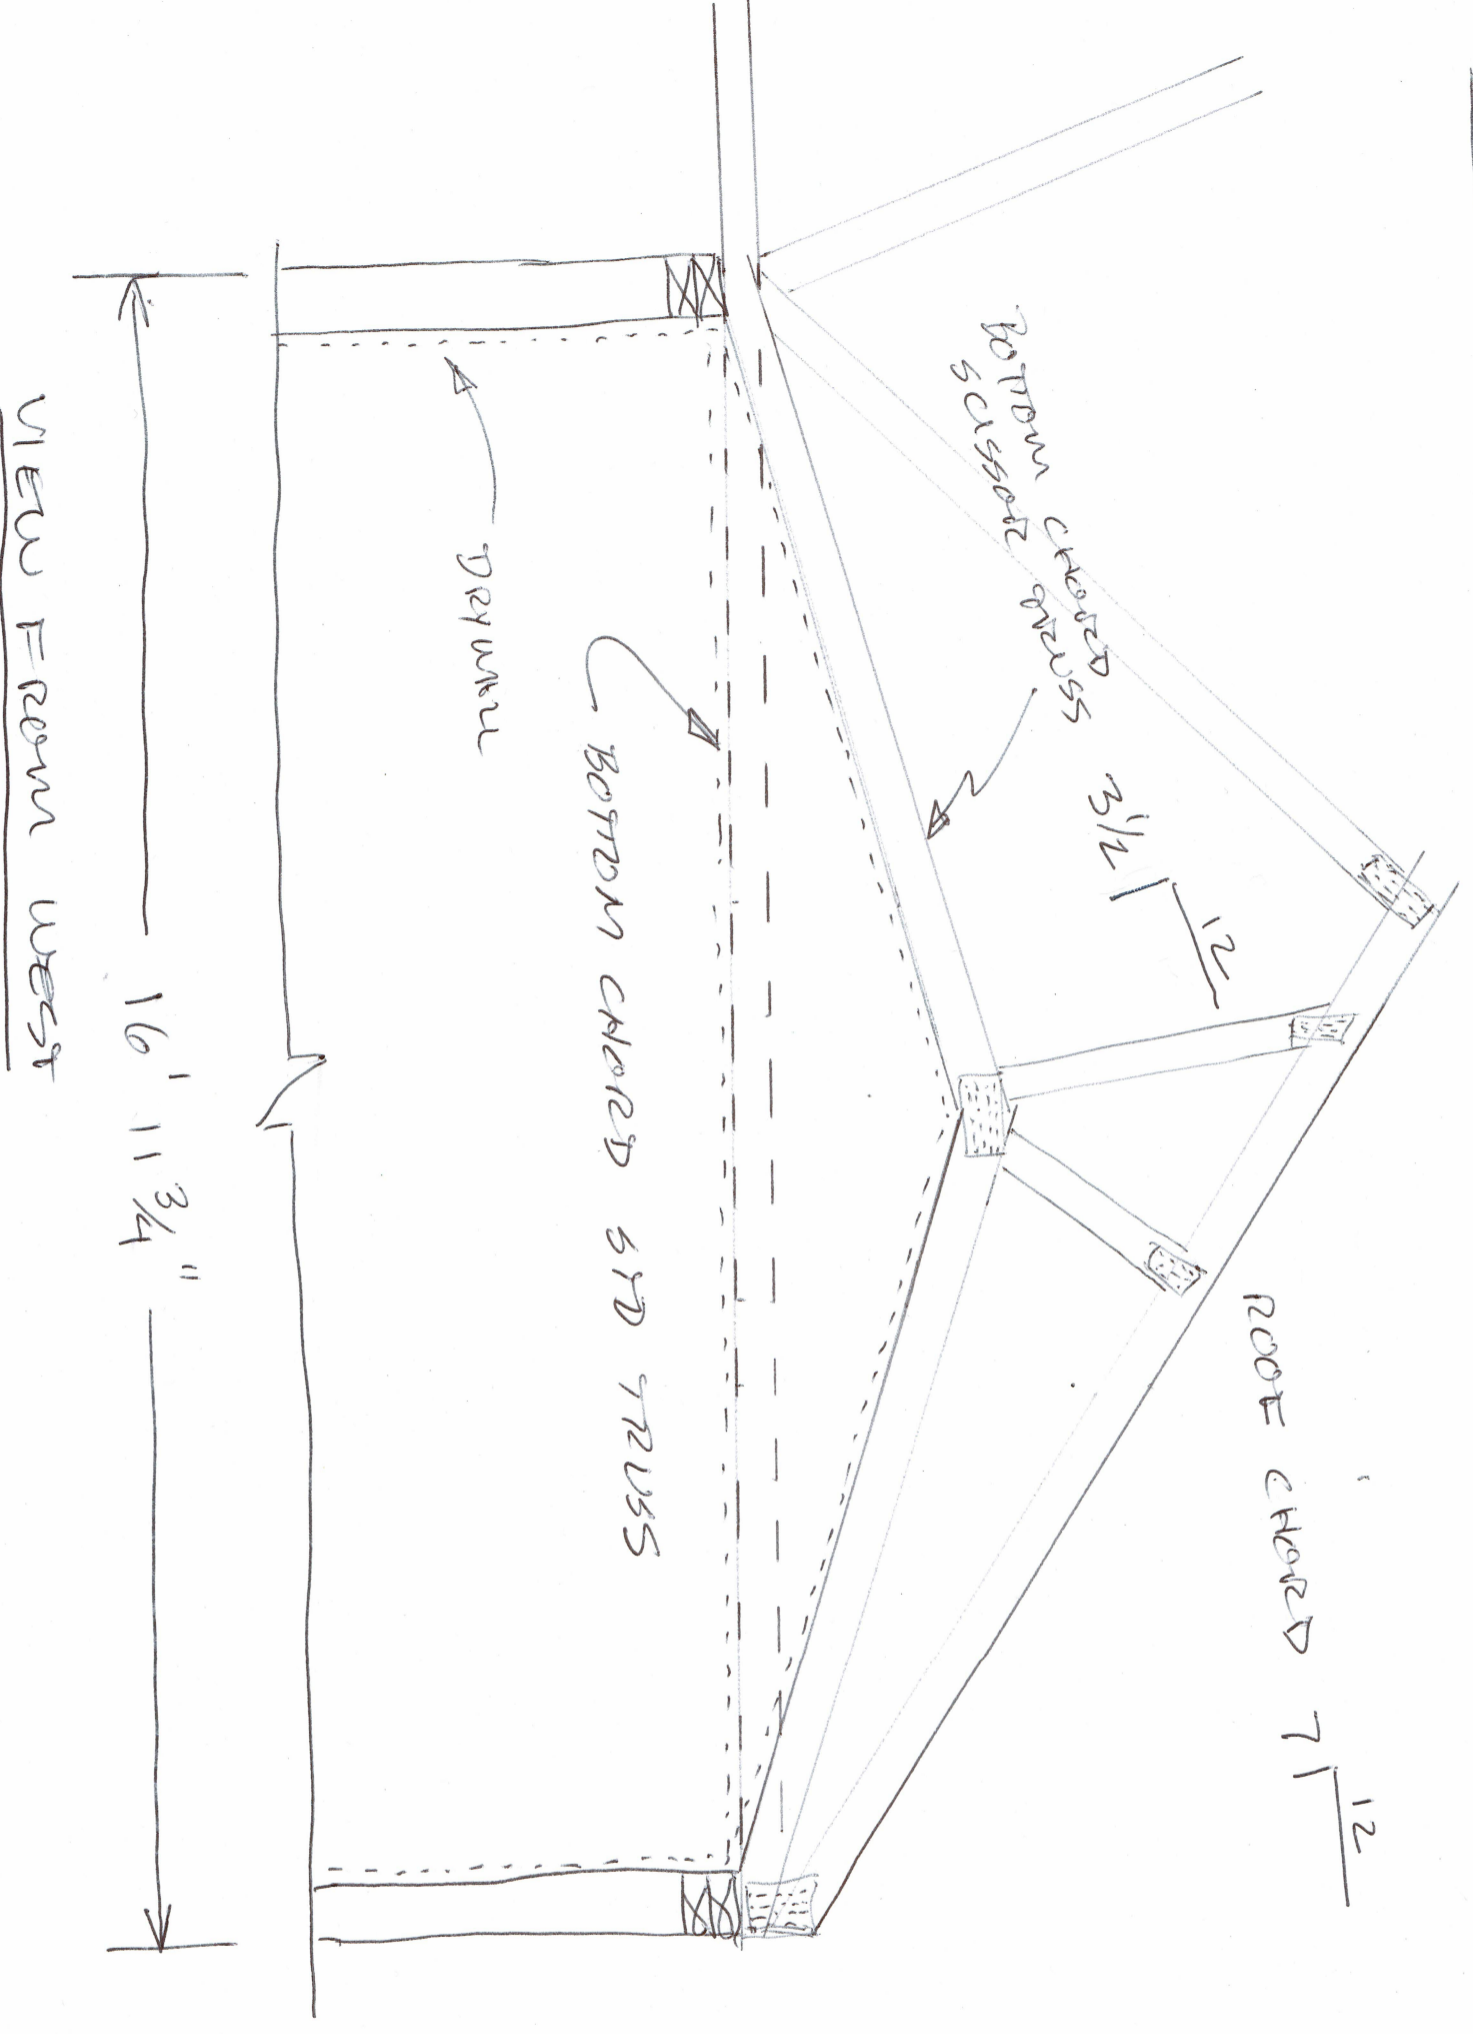 ROOF CHORD 7
12
BOTTOM CHORD
SCISSOR TRUSS
3 1/2
12
BOTTOM CHORD STD TRUSS
DRYWALL
16' 11 3/4"
VIEW FROM WEST